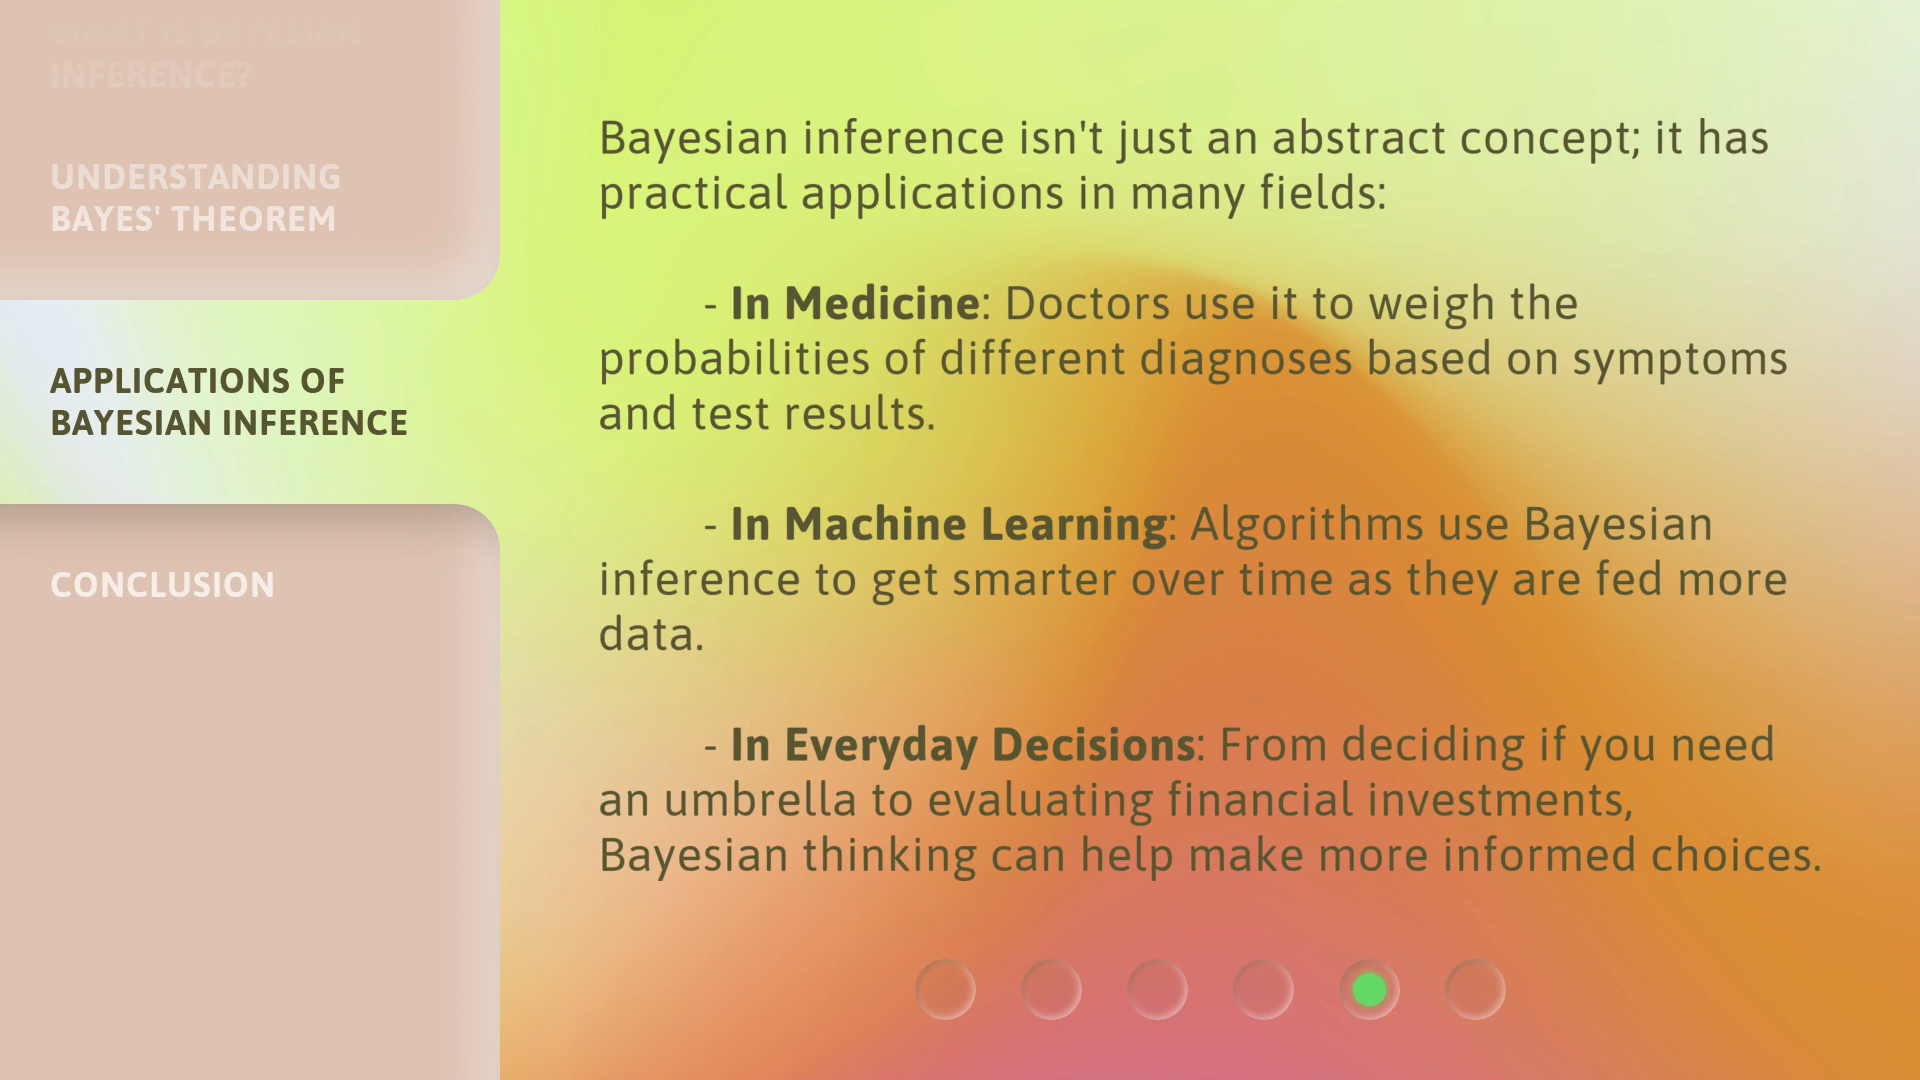 WHAT IS BAYESIAN
INFERENCE?
UNDERSTANDING
BAYES' THEOREM
APPLICATIONS OF
BAYESIAN INFERENCE
CONCLUSION
Bayesian inference isn't just an abstract concept; it has
practical applications in many fields:
- In Medicine: Doctors use it to weigh the
probabilities of different diagnoses based on symptoms
and test results.
- In Machine Learning: Algorithms use Bayesian
inference to get smarter over time as they are fed more
data.
- In Everyday Decisions: From deciding if you need
an umbrella to evaluating financial investments,
Bayesian thinking can help make more informed choices.